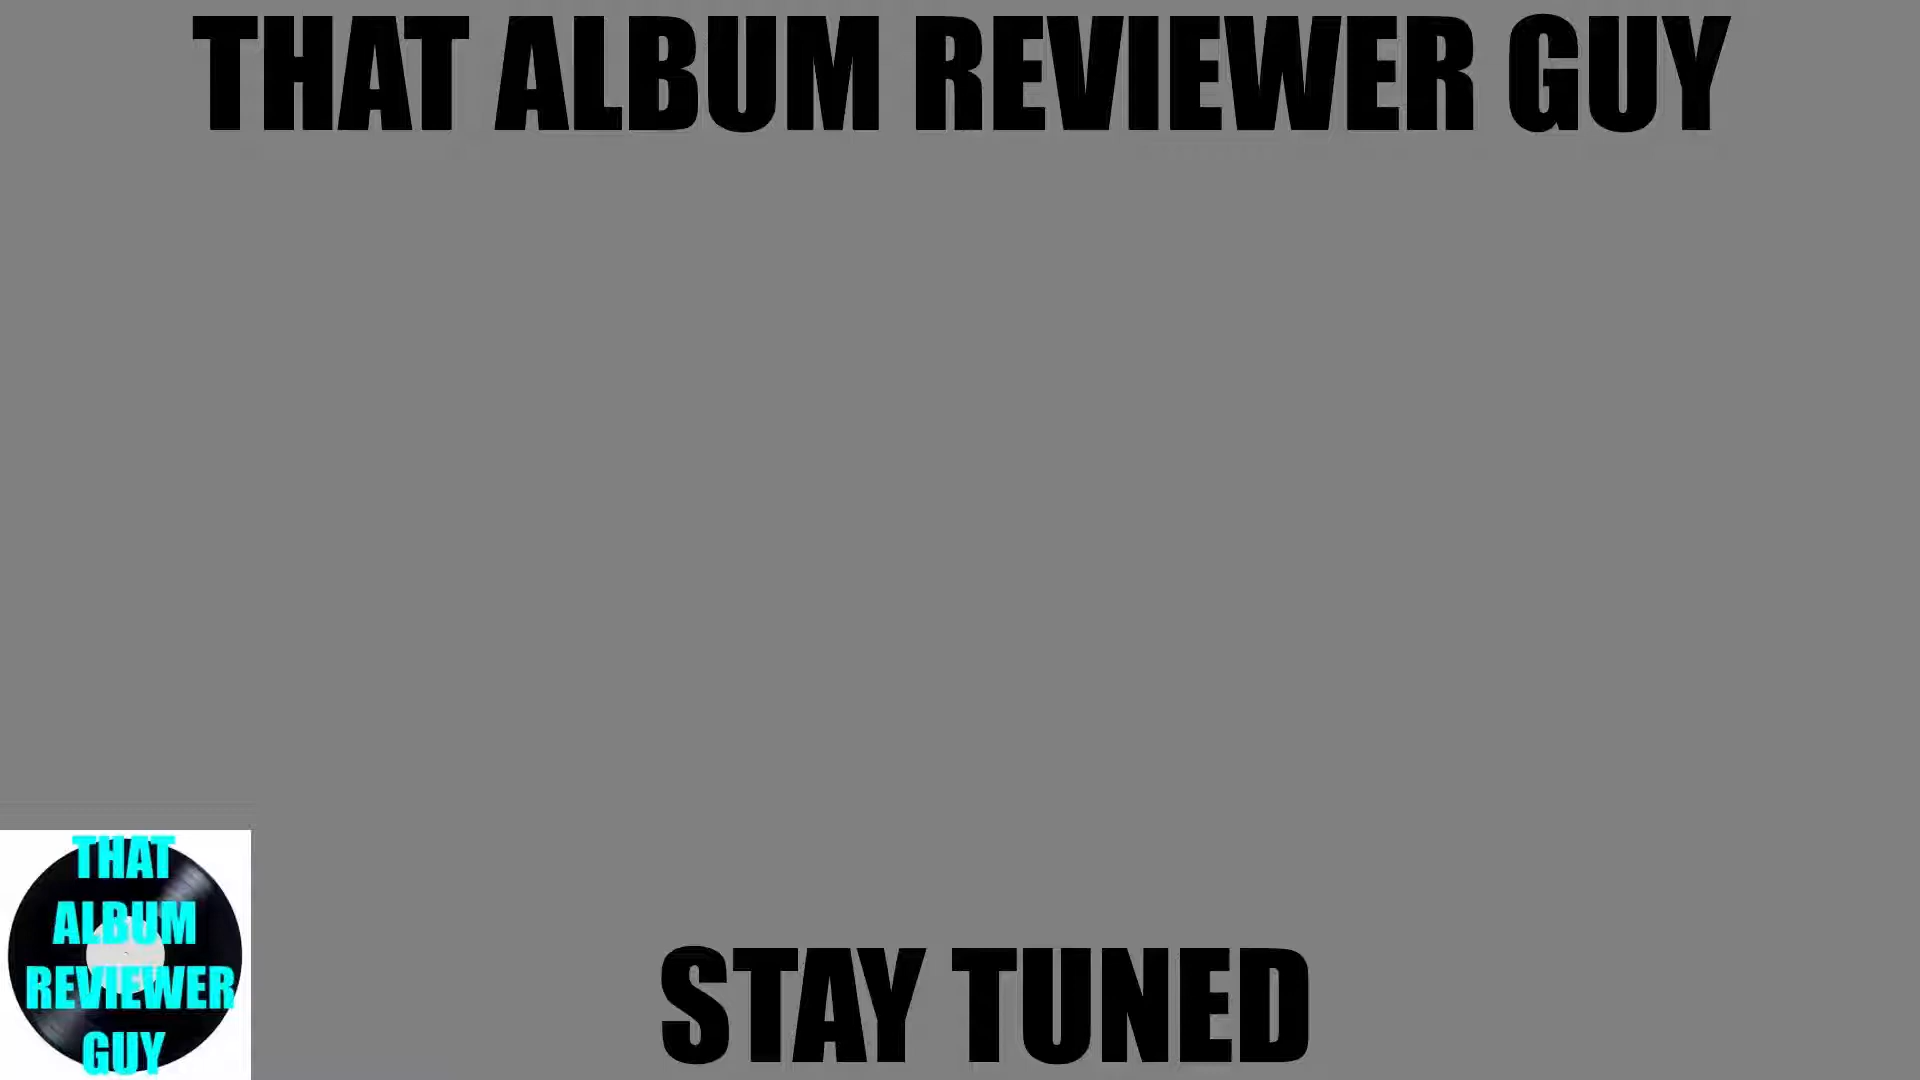 THAT ALBUM REVIEWER GUY
THAT
ALBUM
REVIEWER
GUY
STAY TUNED